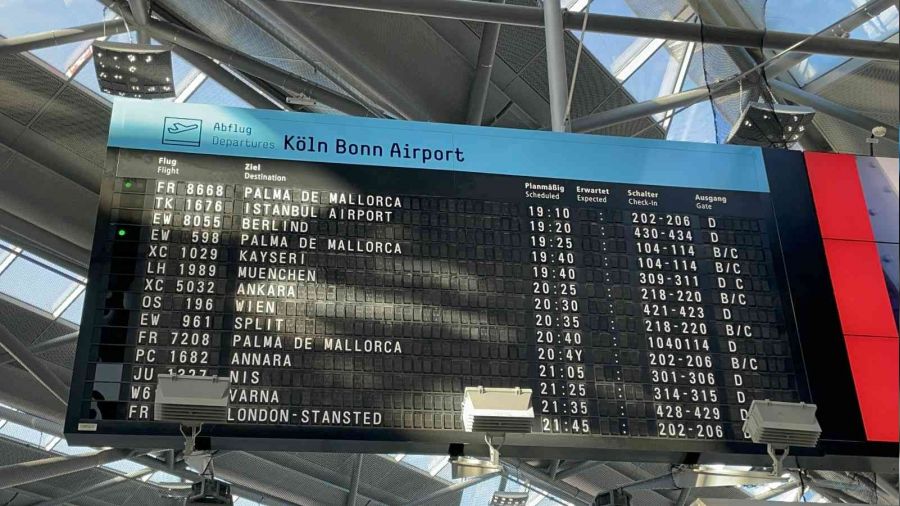 Abflug
Departures
Köln Bonn Airport
Flug Ziel Planmäßig Erwartet Schalter Ausgang
Flight Destination Scheduled Expected Check-in Gate
FR 8668 PALMA DE MALLORCA 19:10 : 202-206 D
TK 1676 ISTANBUL AIRPORT 19:20 : 430-434 D
EW 8055 BERLIND 19:25 : 104-114 B/C
EW 598 PALMA DE MALLORCA 19:40 : 104-114 B/C
XC 1029 KAYSERI 19:40 : 309-311 D C
LH 1989 MUENCHEN 20:25 : 218-220 B/C
XC 5032 ANKARA 20:30 : 421-423 D
OS 196 WIEN 20:35 : 218-220 B/C
EW 961 SPLIT 20:40 : 1040114 D
FR 7208 PALMA DE MALLORCA 20:4Y : 202-206 B/C
PC 1682 ANNARA 21:05 : 301-306 D
JU NIS 21:25 : 314-315 D
W6 VARNA 21:35 : 428-429 D
FR LONDON-STANSTED 21:45 : 202-206